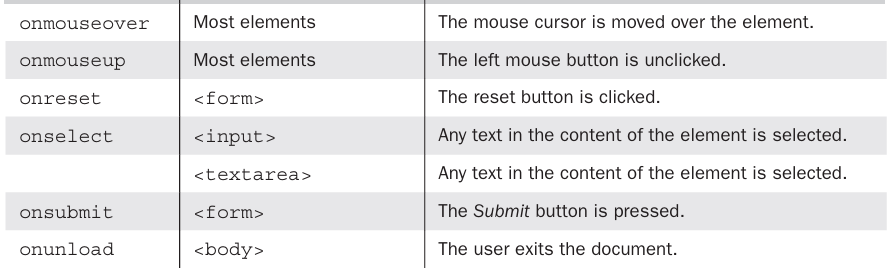 onmouseover Most elements The mouse cursor is moved over the element.
onmouseup Most elements The left mouse button is unclicked.
onreset <form> The reset button is clicked.
onselect <input> Any text in the content of the element is selected.
<textarea> Any text in the content of the element is selected.
onsubmit <form> The Submit button is pressed.
onunload <body> The user exits the document.